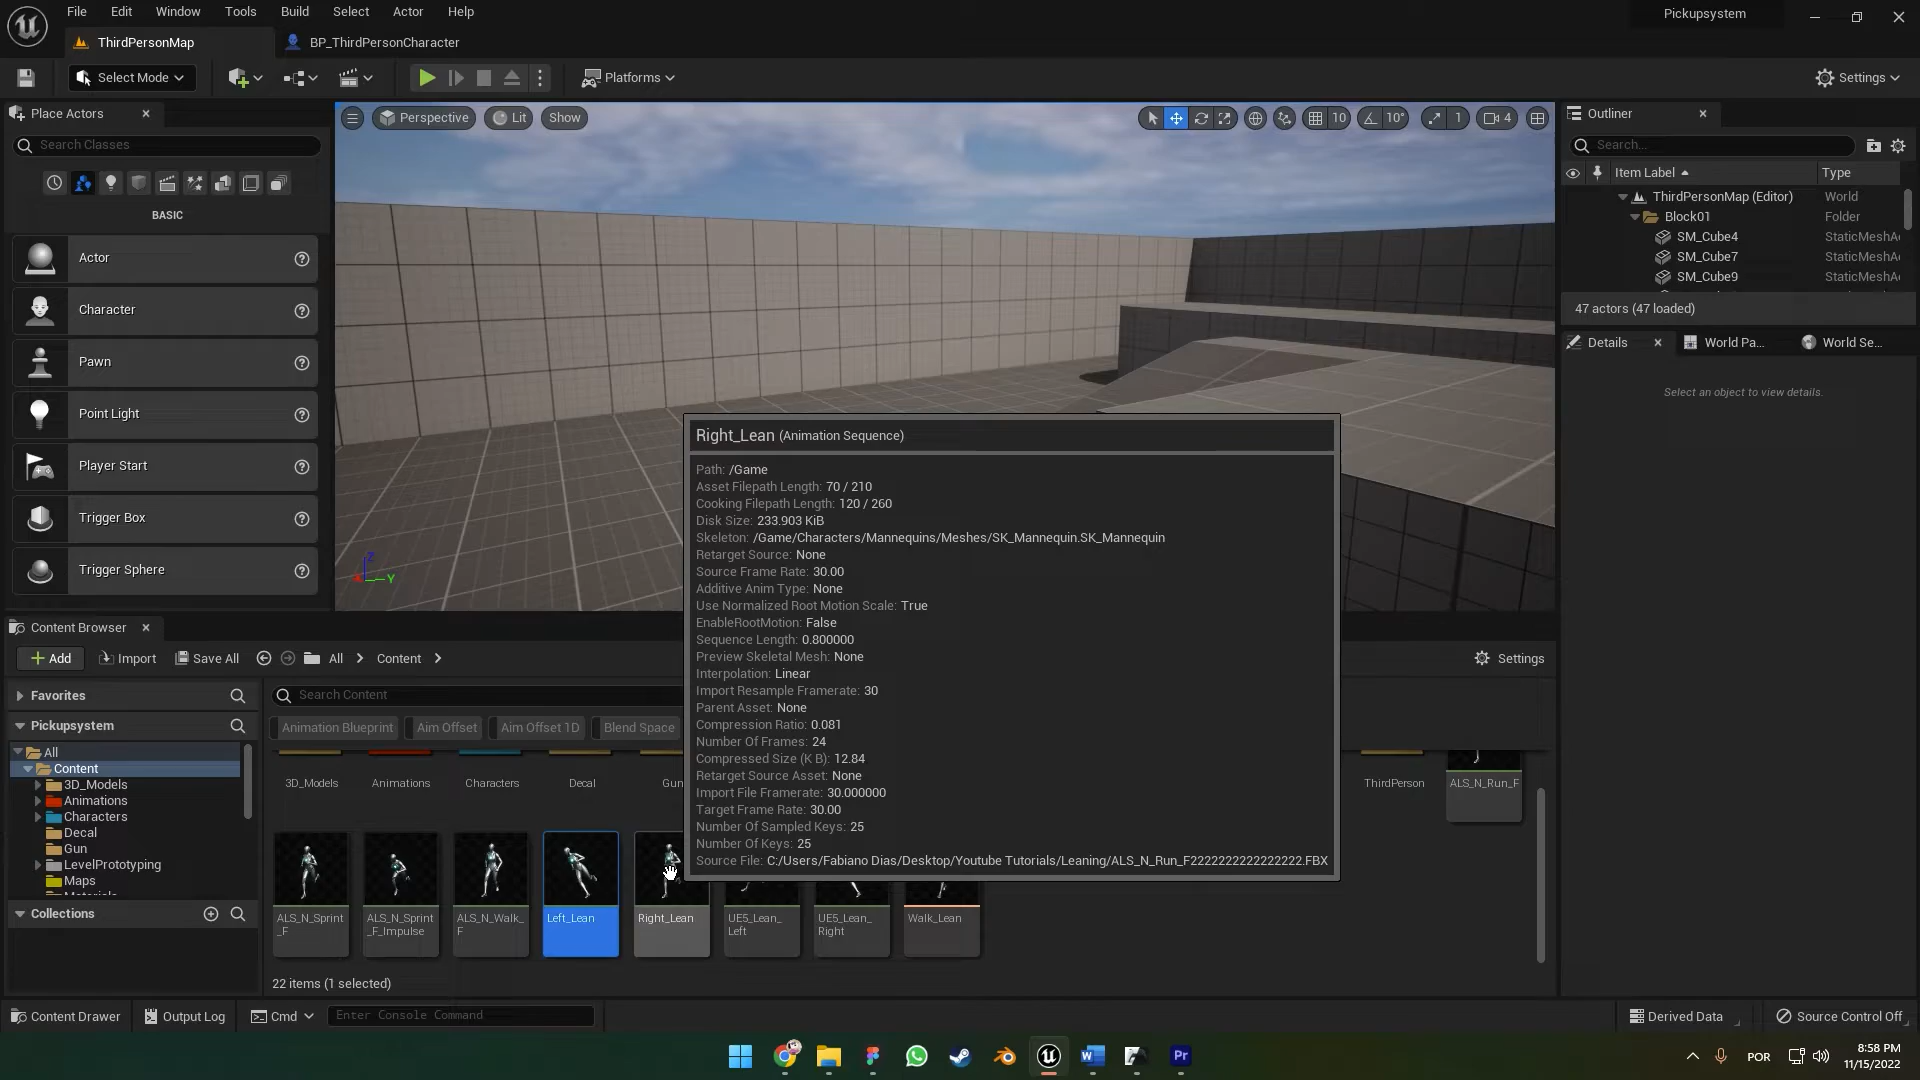 File Edit Window Tools Build Select Actor Help
Pickupsystem
ThirdPersonMap
BP_ThirdPersonCharacter
Select Mode
Platforms
Settings
Place Actors
Search Classes
BASIC
Actor
Character
Pawn
Point Light
Player Start
Trigger Box
Trigger Sphere
Perspective
Lit
Show
10
10°
1
4
Z
Y
Outliner
Search...
Item Label
Type
ThirdPersonMap (Editor) World
Block01 Folder
SM_Cube4 StaticMeshA
SM_Cube7 StaticMeshA
SM_Cube9 StaticMeshA
47 actors (47 loaded)
Details
World Pa...
World Se...
Select an object to view details.
Right_Lean (Animation Sequence)
Path: /Game
Asset Filepath Length: 70 / 210
Cooking Filepath Length: 120 / 260
Disk Size: 233.903 KiB
Skeleton: /Game/Characters/Mannequins/Meshes/SK_Mannequin.SK_Mannequin
Retarget Source: None
Source Frame Rate: 30.00
Additive Anim Type: None
Use Normalized Root Motion Scale: True
EnableRootMotion: False
Sequence Length: 0.800000
Preview Skeletal Mesh: None
Interpolation: Linear
Import Resample Framerate: 30
Parent Asset: None
Compression Ratio: 0.081
Number Of Frames: 24
Compressed Size (K B): 12.84
Retarget Source Asset: None
Import File Framerate: 30.000000
Target Frame Rate: 30.00
Number Of Sampled Keys: 25
Number Of Keys: 25
Source File: C:/Users/Fabiano Dias/Desktop/Youtube Tutorials/Leaning/ALS_N_Run_F2222222222222222.FBX
Content Browser
Add
Import
Save All
All
Content
Settings
Favorites
Pickupsystem
All
Content
3D_Models
Animations
Characters
Decal
Gun
LevelPrototyping
Maps
Collections
Search Content
Animation Blueprint
Aim Offset
Aim Offset 1D
Blend Space
3D_Models
Animations
Characters
Decal
Gun
ThirdPerson
ALS_N_Run_F
ALS_N_Sprint
_F
ALS_N_Sprint
_F_Impulse
ALS_N_Walk_
F
Left_Lean
Right_Lean
UE5_Lean_
Left
UE5_Lean_
Right
Walk_Lean
22 items (1 selected)
Content Drawer
Output Log
Cmd
Enter Console Command
Derived Data
Source Control Off
W
Pr
POR
8:58 PM
11/15/2022